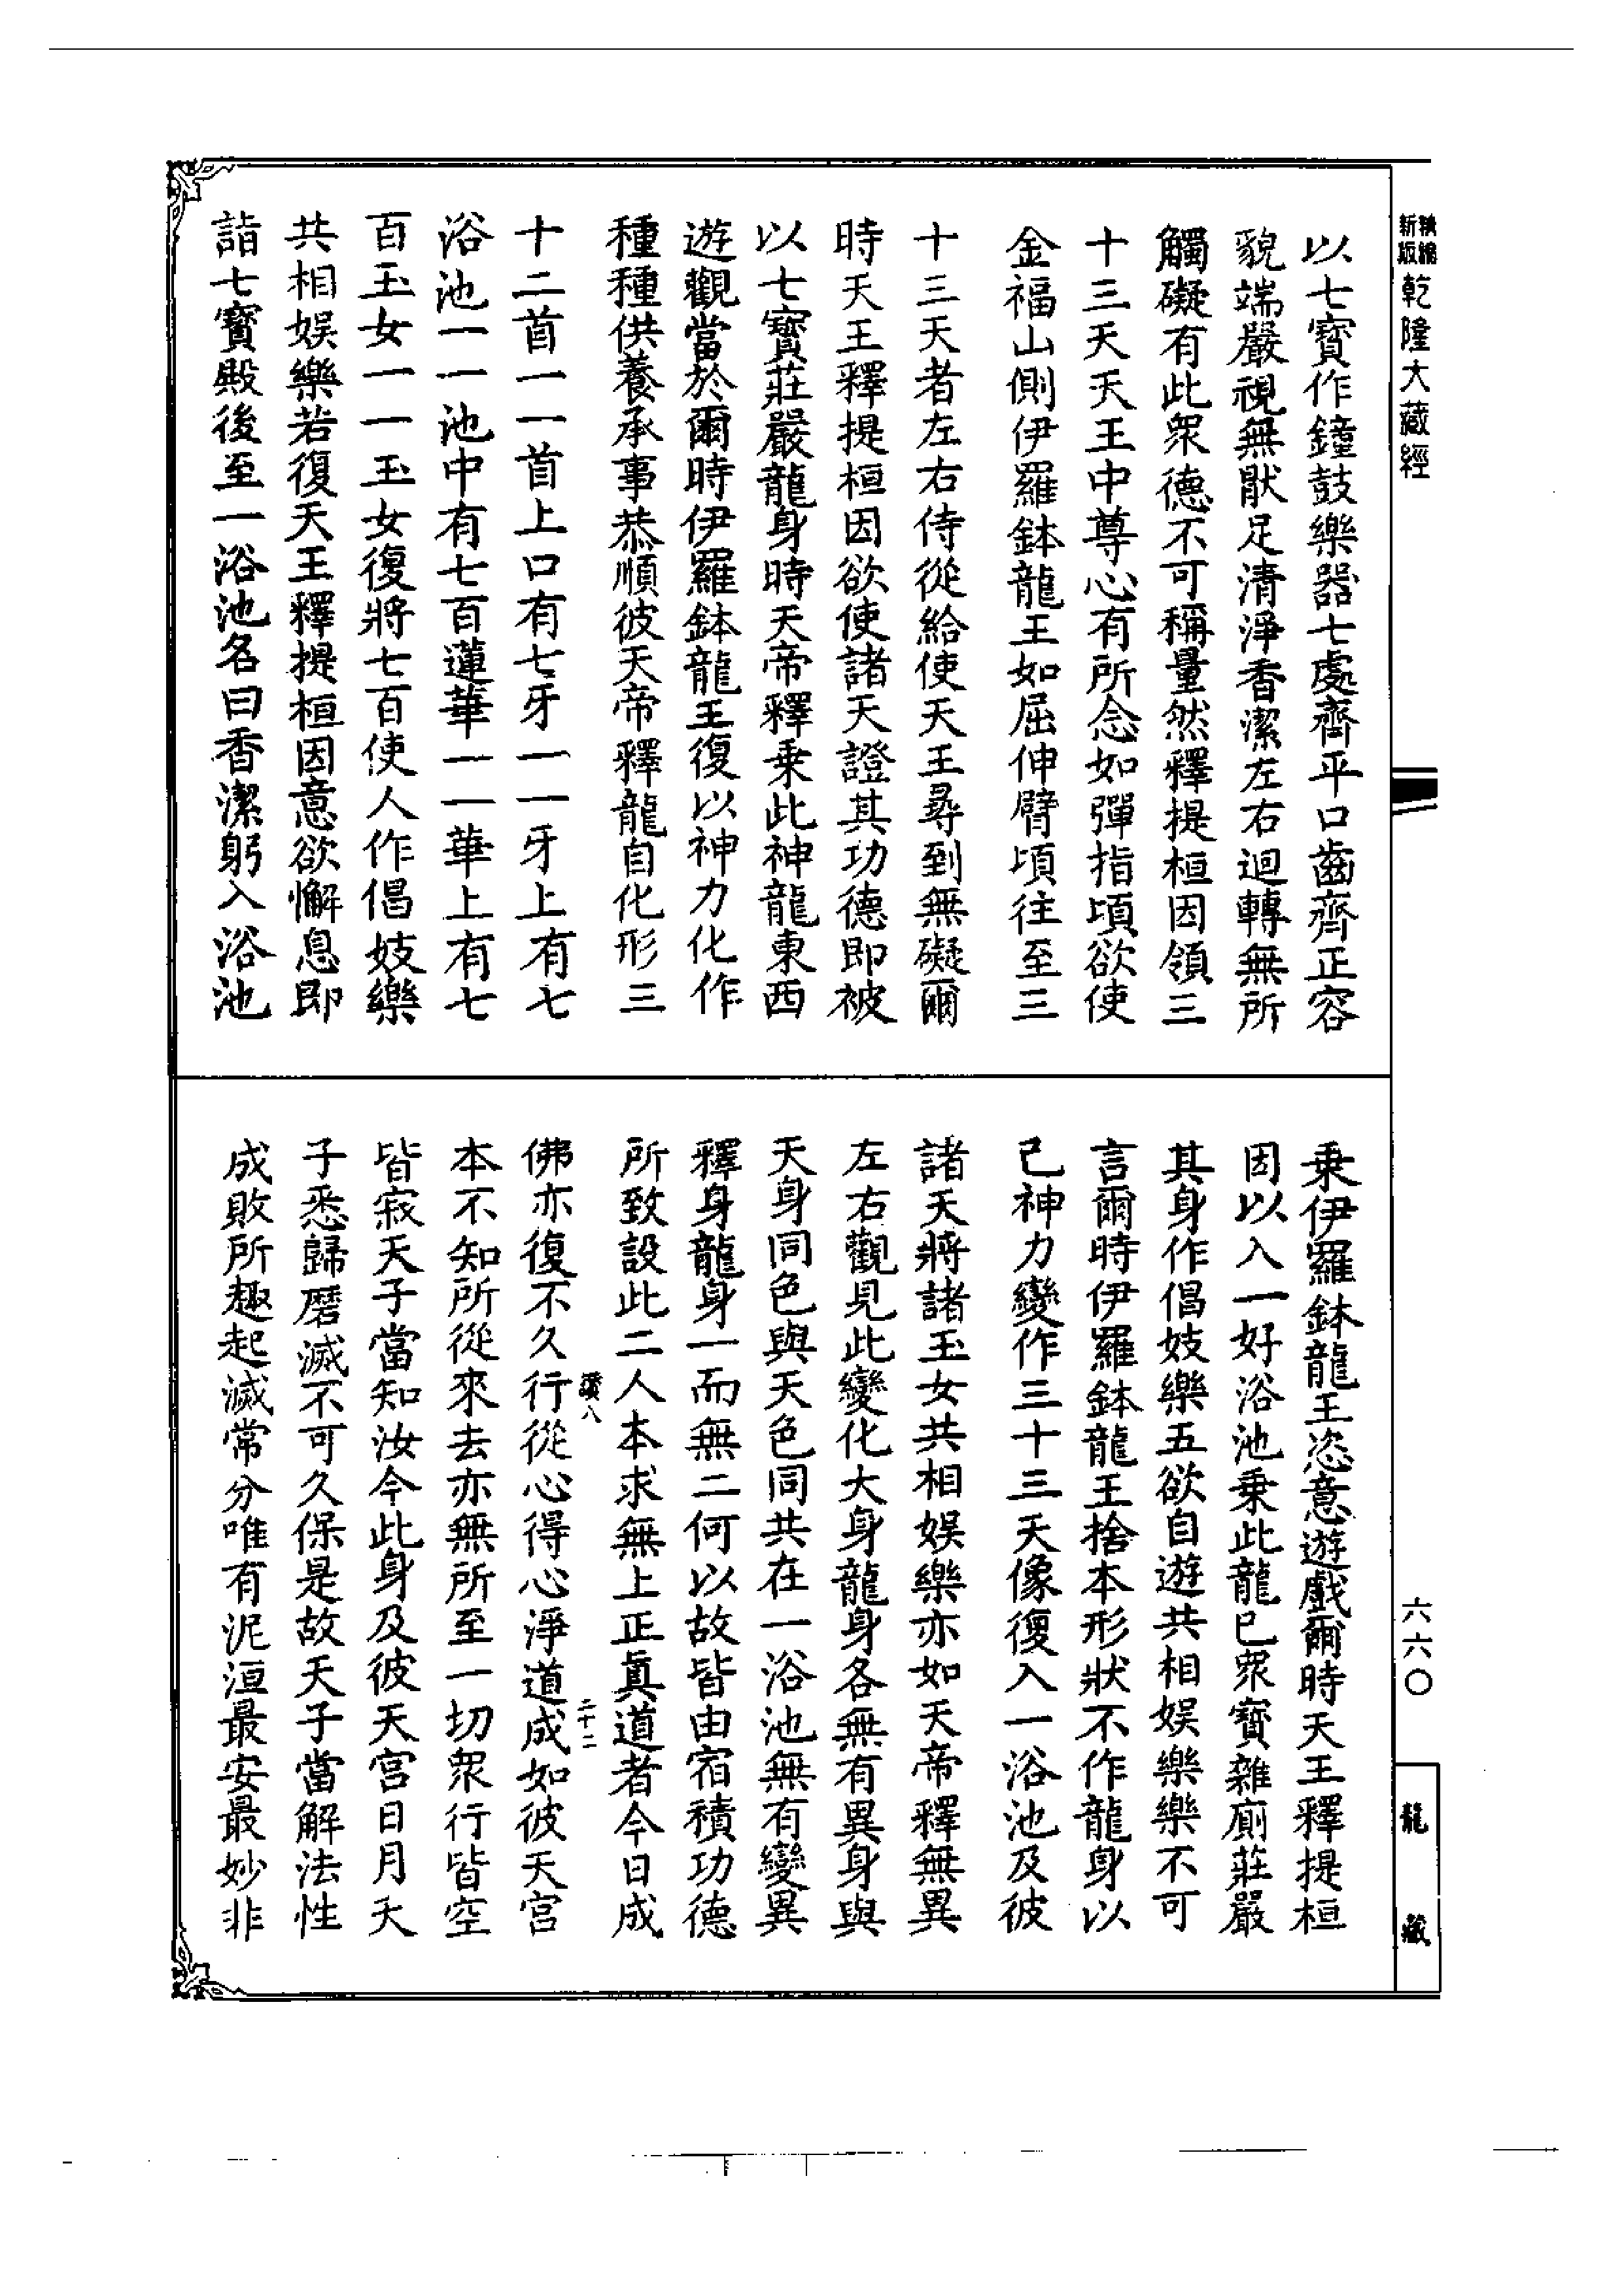 精編新版
乾隆大藏經
以七寳作鐘鼓樂器七處齊平口齒齊正容
貌端嚴視無猒足清淨香潔左右迴轉無所
觸礙有此衆德不可稱量然釋提桓因領三
十三天天王中尊心有所念如彈指頃欲使
金福山側伊羅鉢龍王如屈伸臂頃往至三
十三天者左右侍從給使天王尋到無礙爾
時天王釋提桓因欲使諸天證其功德即被
以七寳莊嚴龍身時天帝釋乗此神龍東西
遊觀當於爾時伊羅鉢龍王復以神力化作
種種供養承事恭順彼天帝釋龍自化形三
十二首一一首上口有七牙一一牙上有七
浴池一一池中有七百蓮華一一華上有七
百玉女一一玉女復將七百使人作倡妓樂
共相娛樂若復天王釋提桓因意欲懈息即
詣七寳殿後至一浴池名曰香潔躬入浴池
乗伊羅鉢龍王恣意遊戲爾時天王釋提桓
因以入一好浴池乗此龍已衆寳雜廁莊嚴
其身作倡妓樂五欲自遊共相娛樂樂不可
言爾時伊羅鉢龍王捨本形狀不作龍身以
己神力變作三十三天像復入一浴池及彼
諸天將諸玉女共相娛樂亦如天帝釋無異
左右觀見此變化大身龍身各無有異身與
天身同色與天色同共在一浴池無有變異
釋身龍身一而無二何以故皆由宿積功德
所致設此二人本求無上正眞道者今日成
佛亦復不久行從心得心淨道成如彼天宮
本不知所從來去亦無所至一切衆行皆空
皆寂天子當知汝今此身及彼天宮日月天
子悉歸磨滅不可久保是故天子當解法性
成敗所趣起滅常分唯有泥洹最安最妙非
八
二十二
六六〇
龍藏